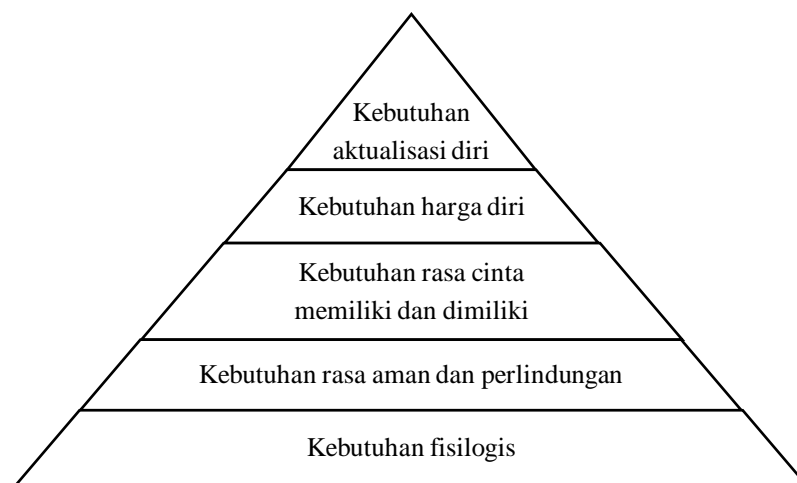 Kebutuhan
aktualisasi diri
Kebutuhan harga diri
Kebutuhan rasa cinta
memiliki dan dimiliki
Kebutuhan rasa aman dan perlindungan
Kebutuhan fisilogis